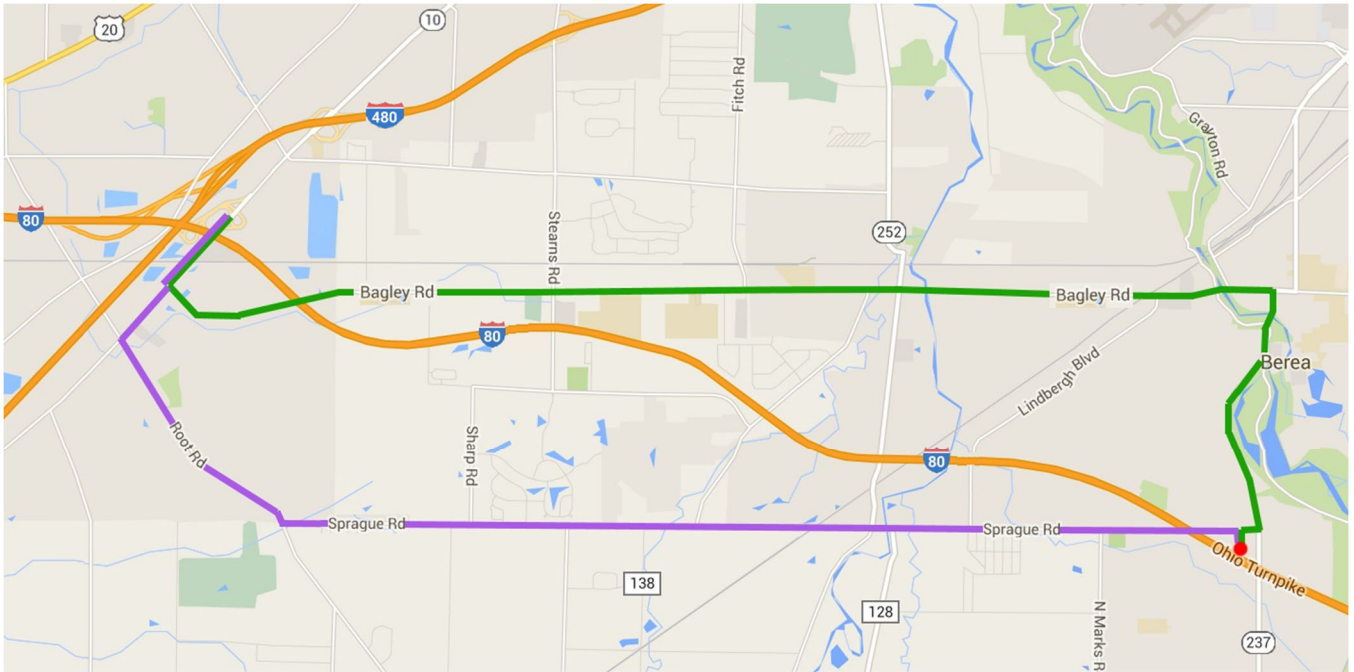 20
10
480
Fitch Rd
Grayton Rd
80
252
Stearns Rd
Bagley Rd
Bagley Rd
80
Berea
Lindbergh Blvd
Root Rd
Sharp Rd
80
Sprague Rd
Sprague Rd
Ohio Turnpike
138
128
N Marks R
237